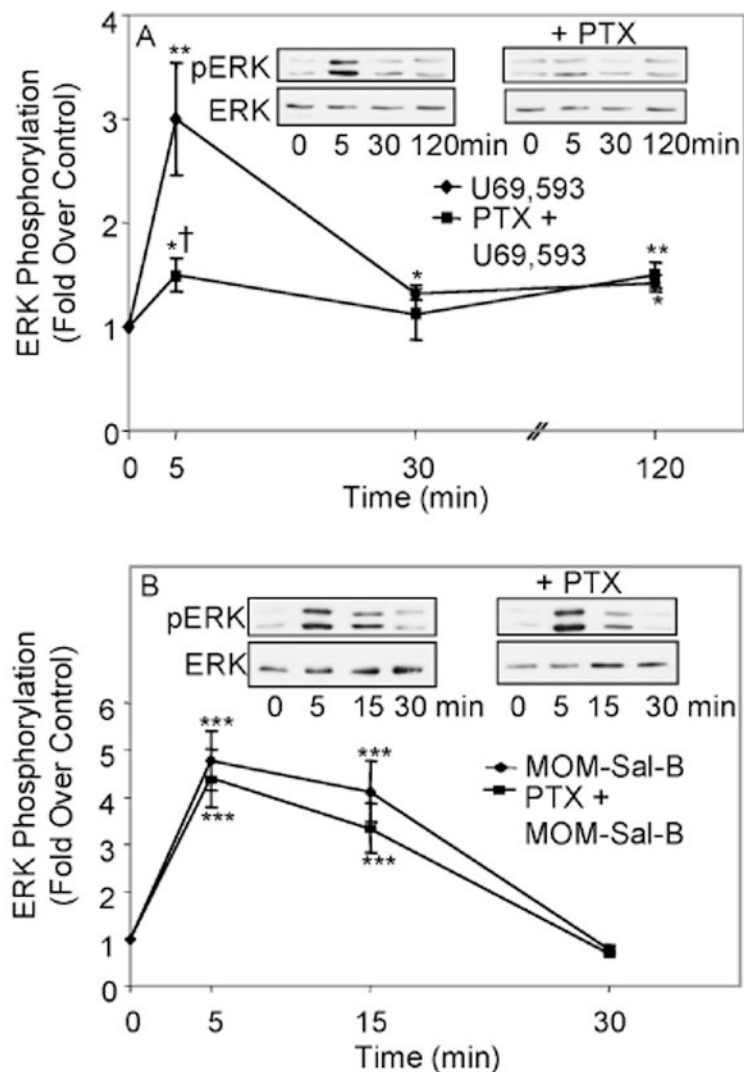 A
+ PTX
pERK
ERK
0 5 30 120min
0 5 30 120min
U69,593
PTX +
U69,593
ERK Phosphorylation
(Fold Over Control)
4
3
2
1
0
**
*†
*
**
*
0 5 30 120
Time (min)
B
+ PTX
pERK
ERK
0 5 15 30 min
0 5 15 30 min
MOM-Sal-B
PTX +
MOM-Sal-B
ERK Phosphorylation
(Fold Over Control)
6
5
4
3
2
1
0
***
***
***
***
0 5 15 30
Time (min)